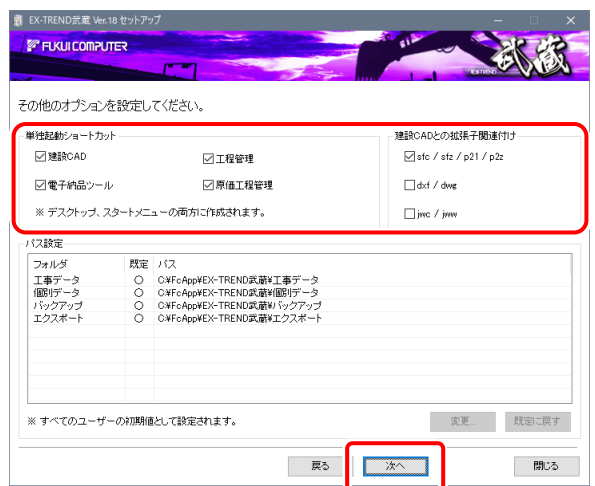 EX-TREND武蔵 Ver.18 セットアップ
FUKUI COMPUTER
EX-TREND 武蔵
その他のオプションを設定してください。
単独起動ショートカット
建設CADとの拡張子関連付け
建設CAD 工程管理 sfc / sfz / p21 / p2z
電子納品ツール 原価工程管理 dxf / dwg
※ デスクトップ、スタートメニューの両方に作成されます。 jwc / jww
パス設定
フォルダ 既定 パス
工事データ ○ C:¥FcApp¥EX-TREND武蔵¥工事データ
個別データ ○ C:¥FcApp¥EX-TREND武蔵¥個別データ
バックアップ ○ C:¥FcApp¥EX-TREND武蔵¥バックアップ
エクスポート ○ C:¥FcApp¥EX-TREND武蔵¥エクスポート
※ すべてのユーザーの初期値として設定されます。 変更... 既定に戻す
戻る 次へ 閉じる